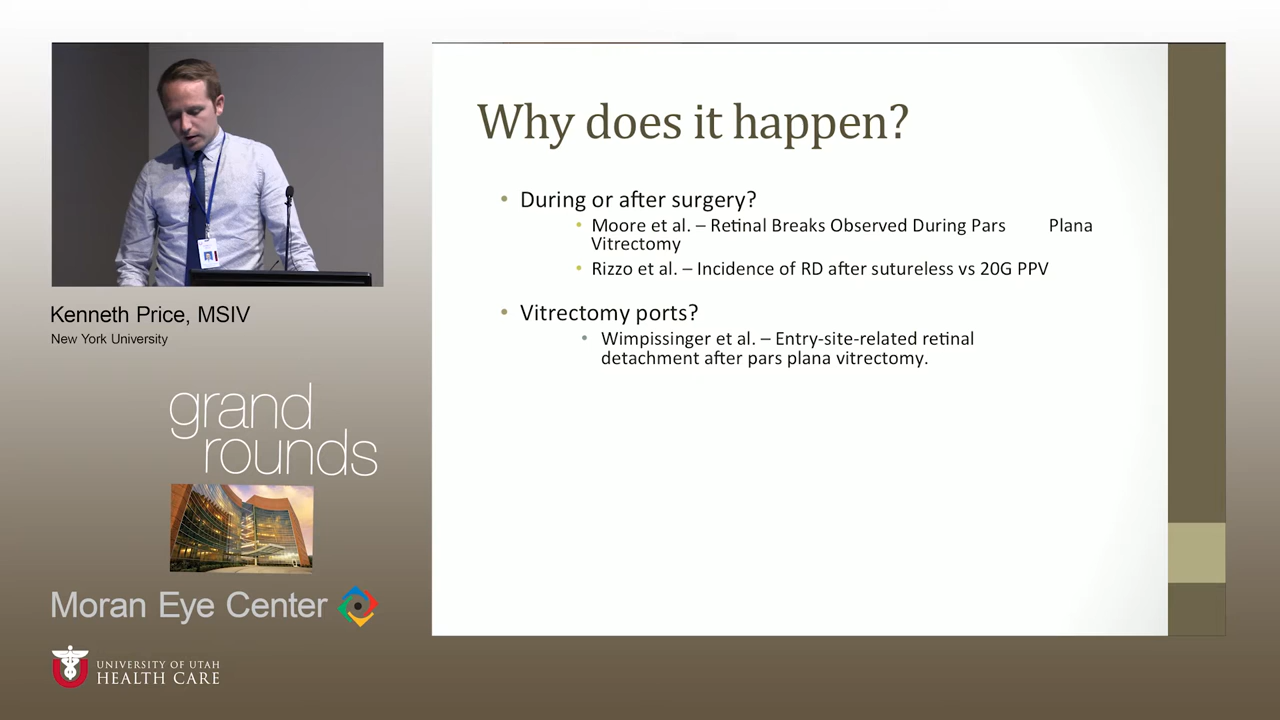 Why does it happen?
• During or after surgery?
• Moore et al. – Retinal Breaks Observed During Pars Plana
Vitrectomy
• Rizzo et al. – Incidence of RD after sutureless vs 20G PPV
• Vitrectomy ports?
• Wimpissinger et al. – Entry-site-related retinal
detachment after pars plana vitrectomy.
Kenneth Price, MSIV
New York University
grand
rounds
Moran Eye Center
UNIVERSITY OF UTAH
HEALTH CARE